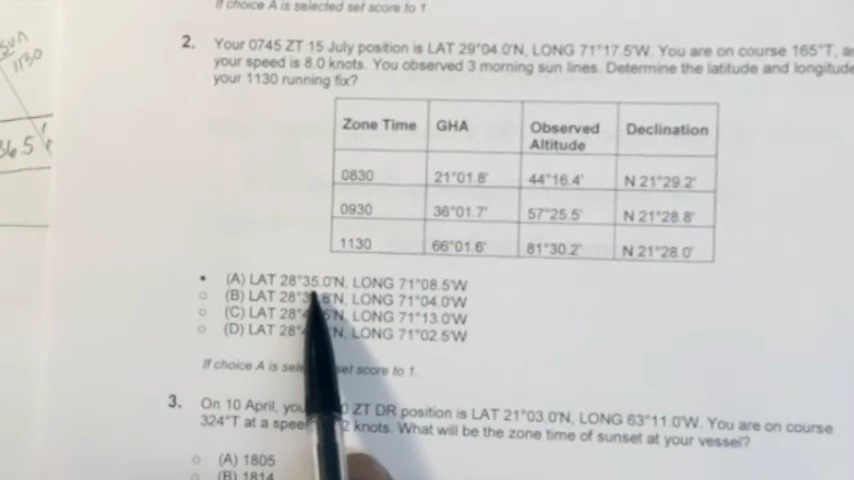 If choice A is selected set score to 1
2. Your 0745 ZT 15 July position is LAT 29°04.0'N, LONG 71°17.5'W. You are on course 165°T, a
your speed is 8.0 knots. You observed 3 morning sun lines. Determine the latitude and longitude
your 1130 running fix?
Sun
1130
36.5'
Zone Time GHA Observed Altitude Declination
0830 21°01.8' 44°16.4' N 21°29.2'
0930 36°01.7' 57°25.5' N 21°28.8'
1130 66°01.6' 81°30.2' N 21°28.0'
(A) LAT 28°35.0'N, LONG 71°08.5'W
(B) LAT 28°3 8'N, LONG 71°04.0'W
(C) LAT 28° 5'N, LONG 71°13.0'W
(D) LAT 28° 'N, LONG 71°02.5'W
If choice A is set score to 1.
3. On 10 April, 0 ZT DR position is LAT 21°03.0'N, LONG 63°11.0'W. You are on course
324°T at a 2 knots. What will be the zone time of sunset at your vessel?
(A) 1805
(B) 1814